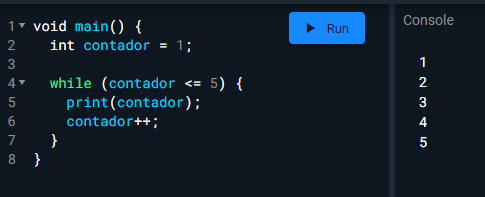 1 void main() {
2   int contador = 1;
3
4   while (contador <= 5) {
5     print(contador);
6     contador++;
7   }
8 }
Run
Console
1
2
3
4
5